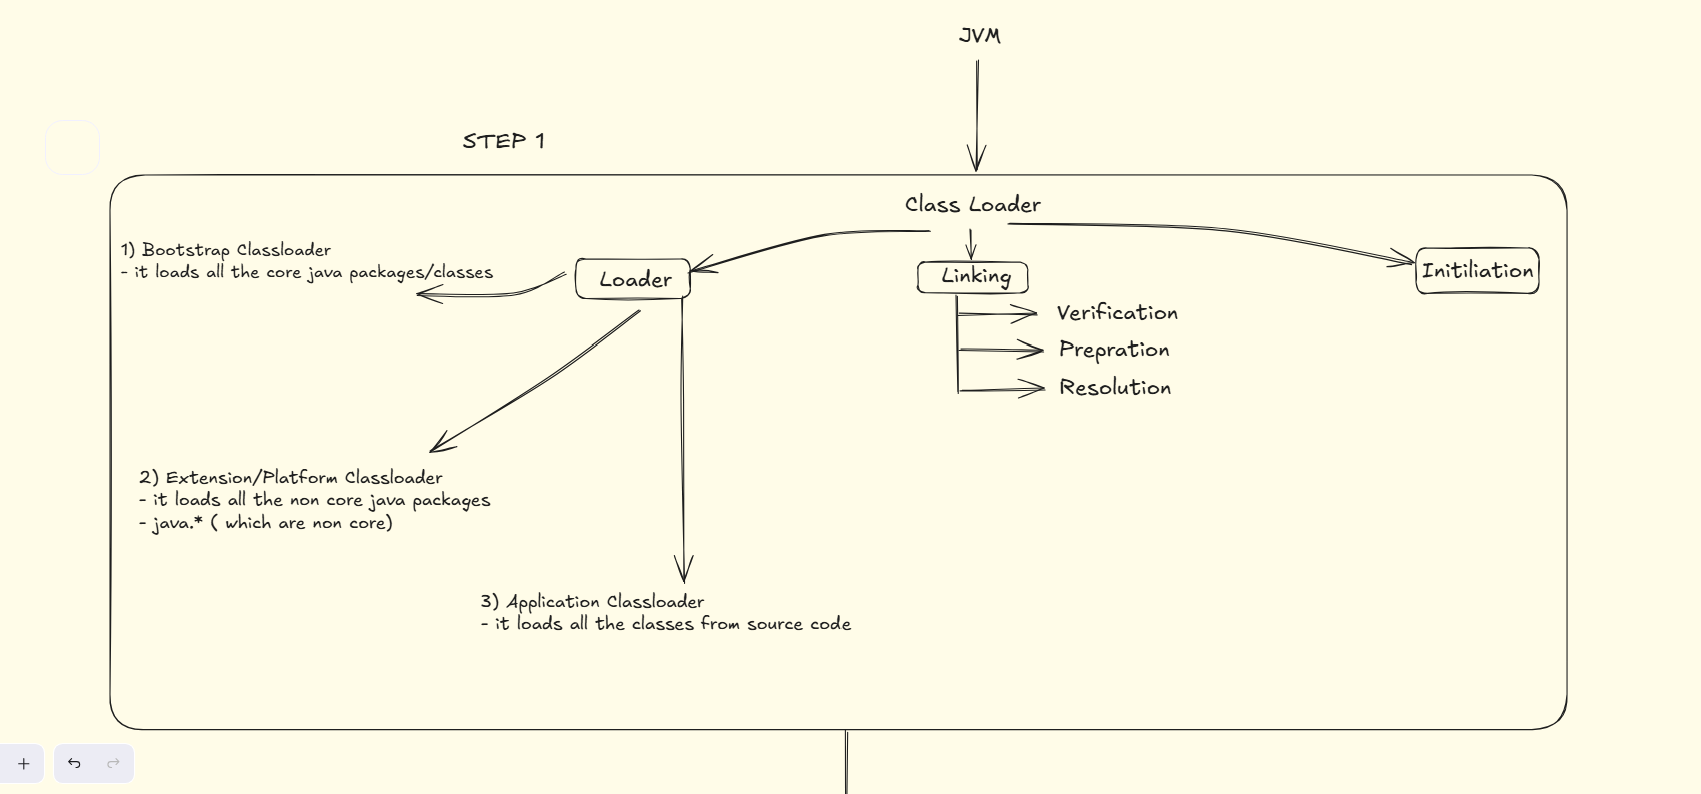 JVM
STEP 1
Class Loader
1) Bootstrap Classloader
- it loads all the core java packages/classes
Loader
Linking
Initiliation
Verification
Prepration
Resolution
2) Extension/Platform Classloader
- it loads all the non core java packages
- java.* ( which are non core)
3) Application Classloader
- it loads all the classes from source code